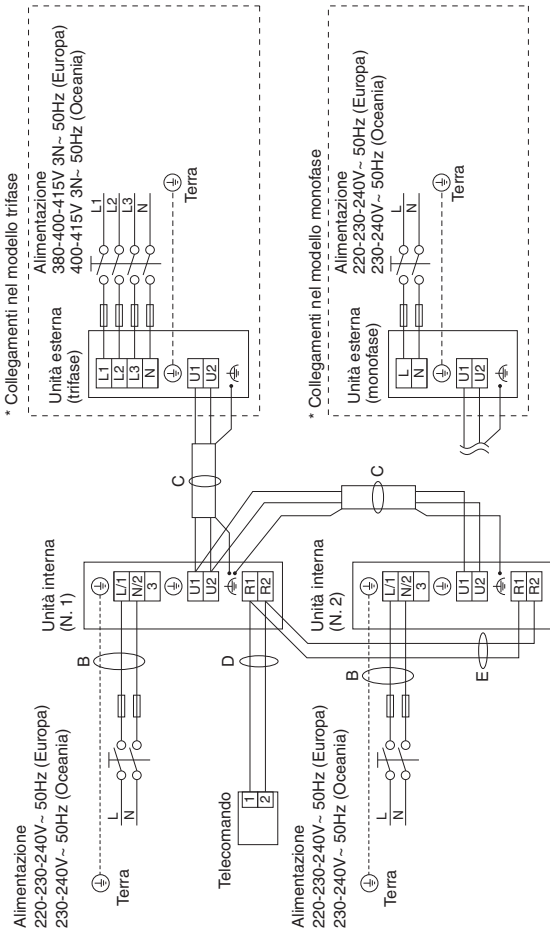 Alimentazione
220-230-240V ~ 50Hz (Europa)
230-240V ~ 50Hz (Oceania)
L
N
Terra
B
Unità interna
(N. 1)
L/1
N/2
3
U1
U2
R1
R2
Telecomando
1
2
D
C
Alimentazione
220-230-240V ~ 50Hz (Europa)
230-240V ~ 50Hz (Oceania)
L
N
Terra
B
Unità interna
(N. 2)
L/1
N/2
3
U1
U2
R1
R2
E
C
* Collegamenti nel modello trifase
Alimentazione
380-400-415V 3N~ 50Hz (Europa)
400-415V 3N~ 50Hz (Oceania)
Unità esterna
(trifase)
L1
L2
L3
N
L1
L2
L3
N
Terra
U1
U2
* Collegamenti nel modello monofase
Alimentazione
220-230-240V ~ 50Hz (Europa)
230-240V ~ 50Hz (Oceania)
Unità esterna
(monofase)
L
N
L
N
Terra
U1
U2